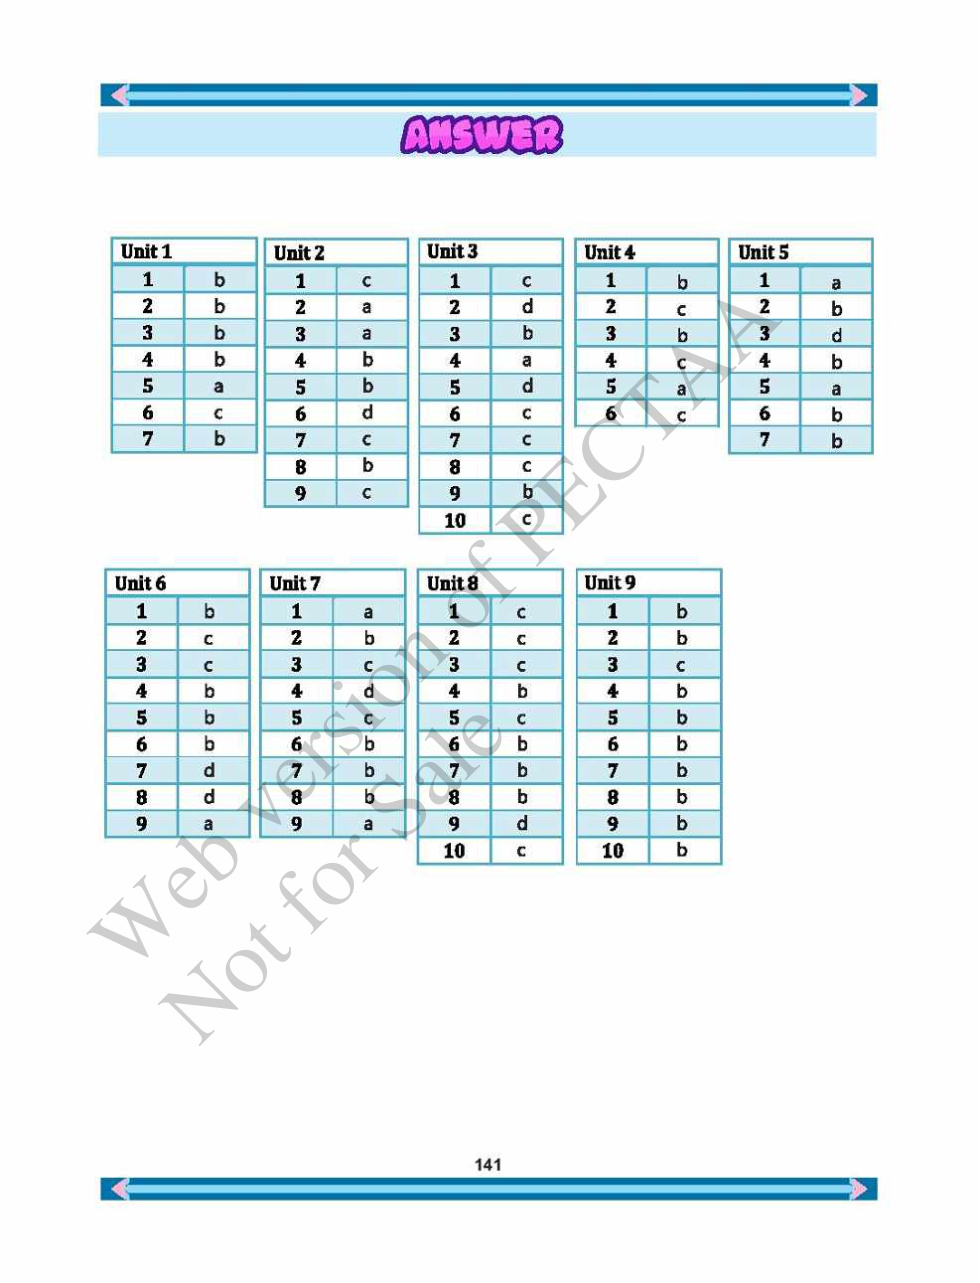 ANSWER
Unit 1 Unit 2 Unit 3 Unit 4 Unit 5
1 b 1 c 1 c 1 b 1 a
2 b 2 a 2 d 2 c 2 b
3 b 3 a 3 b 3 b 3 d
4 b 4 b 4 a 4 c 4 b
5 a 5 b 5 d 5 a 5 a
6 c 6 d 6 c 6 c 6 b
7 b 7 c 7 c 7 b
8 b 8 c
9 c 9 b
10 c
Unit 6 Unit 7 Unit 8 Unit 9
1 b 1 a 1 c 1 b
2 c 2 b 2 c 2 b
3 c 3 c 3 c 3 c
4 b 4 d 4 b 4 b
5 b 5 c 5 c 5 b
6 b 6 b 6 b 6 b
7 d 7 b 7 b 7 b
8 d 8 b 8 b 8 b
9 a 9 a 9 d 9 b
10 c 10 b
Web version of PECTAA
Not for Sale
141